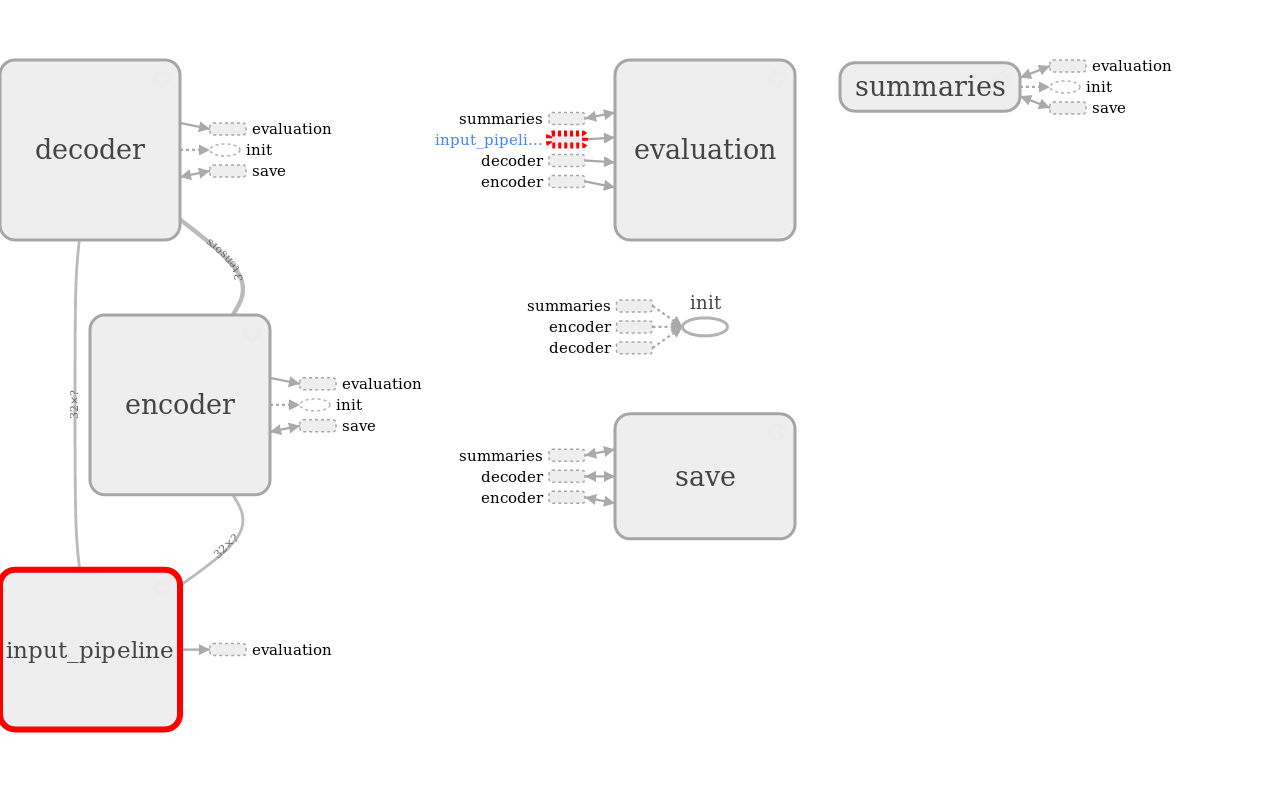 decoder
evaluation
init
save
3 tensors
32×?
encoder
evaluation
init
save
32×?
input_pipeline
evaluation
summaries
input_pipeli...
decoder
encoder
evaluation
summaries
encoder
decoder
init
summaries
decoder
encoder
save
summaries
evaluation
init
save